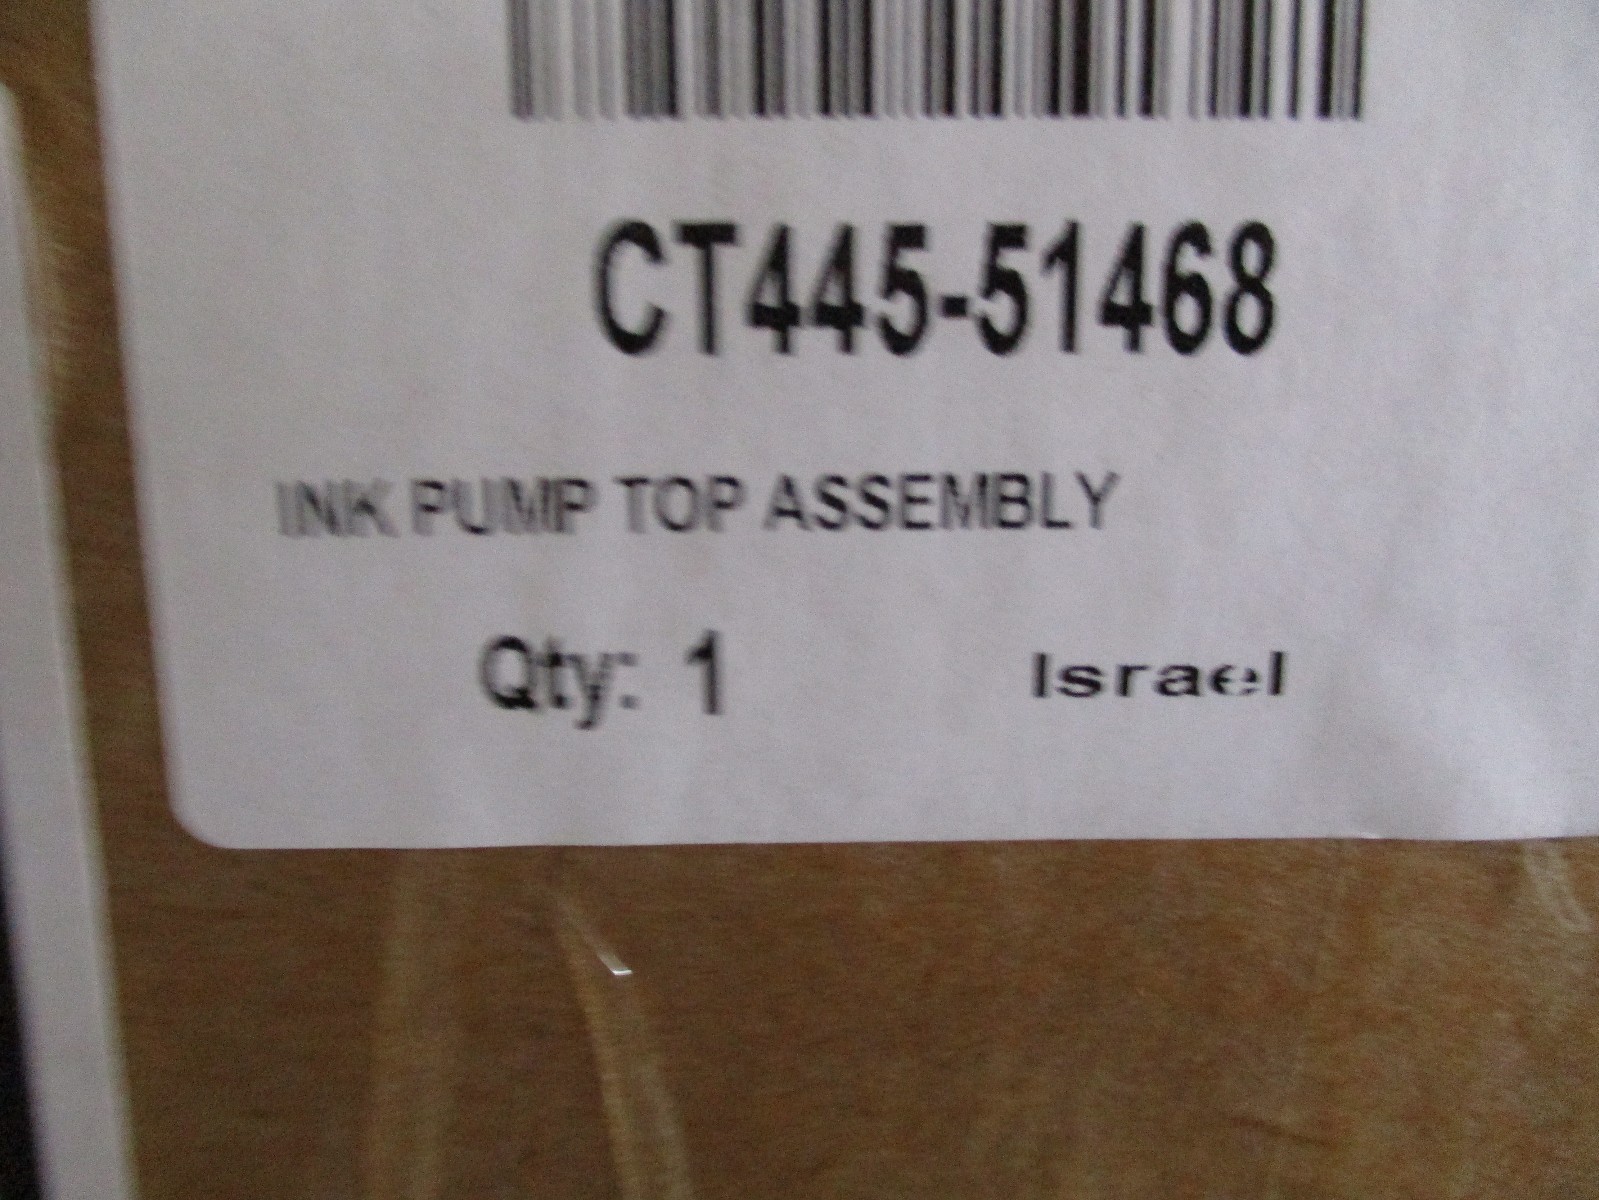 CT445-51468
INK PUMP TOP ASSEMBLY
Qty: 1 Israel